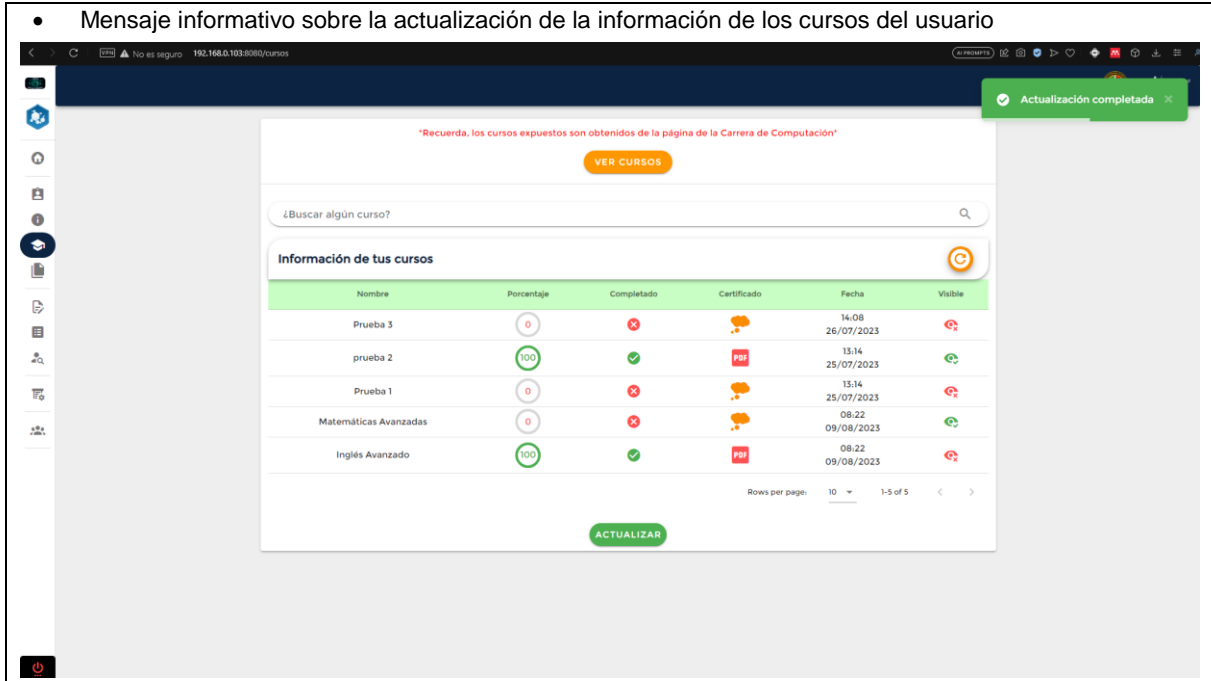 • Mensaje informativo sobre la actualización de la información de los cursos del usuario
VPN No es seguro 192.168.0.103:8080/cursos
AI PROMPTS
Actualización completada ×
*Recuerda, los cursos expuestos son obtenidos de la página de la Carrera de Computación*
VER CURSOS
¿Buscar algún curso?
Información de tus cursos
Nombre Porcentaje Completado Certificado Fecha Visible
Prueba 3 0 14:08 26/07/2023
prueba 2 100 PDF 13:14 25/07/2023
Prueba 1 0 13:14 25/07/2023
Matemáticas Avanzadas 0 08:22 09/08/2023
Inglés Avanzado 100 PDF 08:22 09/08/2023
Rows per page: 10 1-5 of 5
ACTUALIZAR